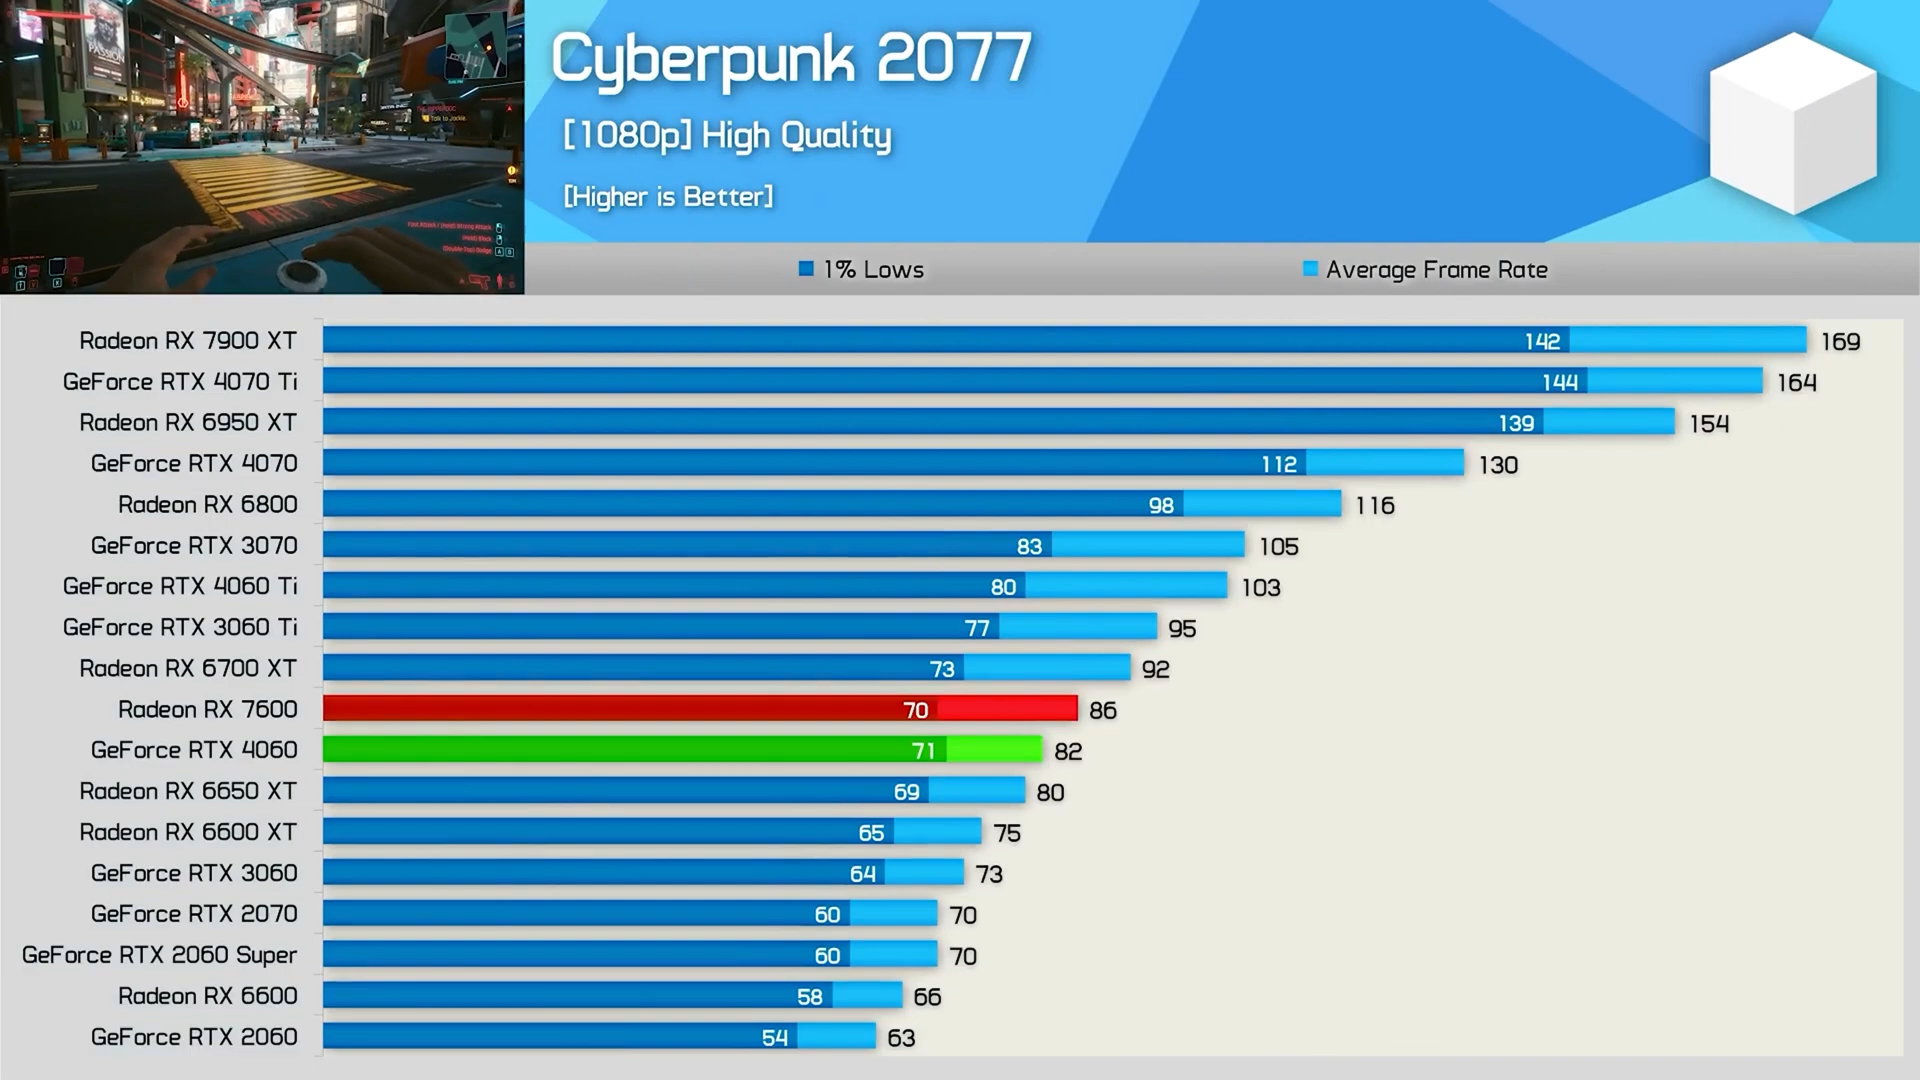 Cyberpunk 2077
[1080p] High Quality
[Higher is Better]
1% Lows
Average Frame Rate
PASSION
Talk to Jackie.
Radeon RX 7900 XT 142 169
GeForce RTX 4070 Ti 144 164
Radeon RX 6950 XT 139 154
GeForce RTX 4070 112 130
Radeon RX 6800 98 116
GeForce RTX 3070 83 105
GeForce RTX 4060 Ti 80 103
GeForce RTX 3060 Ti 77 95
Radeon RX 6700 XT 73 92
Radeon RX 7600 70 86
GeForce RTX 4060 71 82
Radeon RX 6650 XT 69 80
Radeon RX 6600 XT 65 75
GeForce RTX 3060 64 73
GeForce RTX 2070 60 70
GeForce RTX 2060 Super 60 70
Radeon RX 6600 58 66
GeForce RTX 2060 54 63